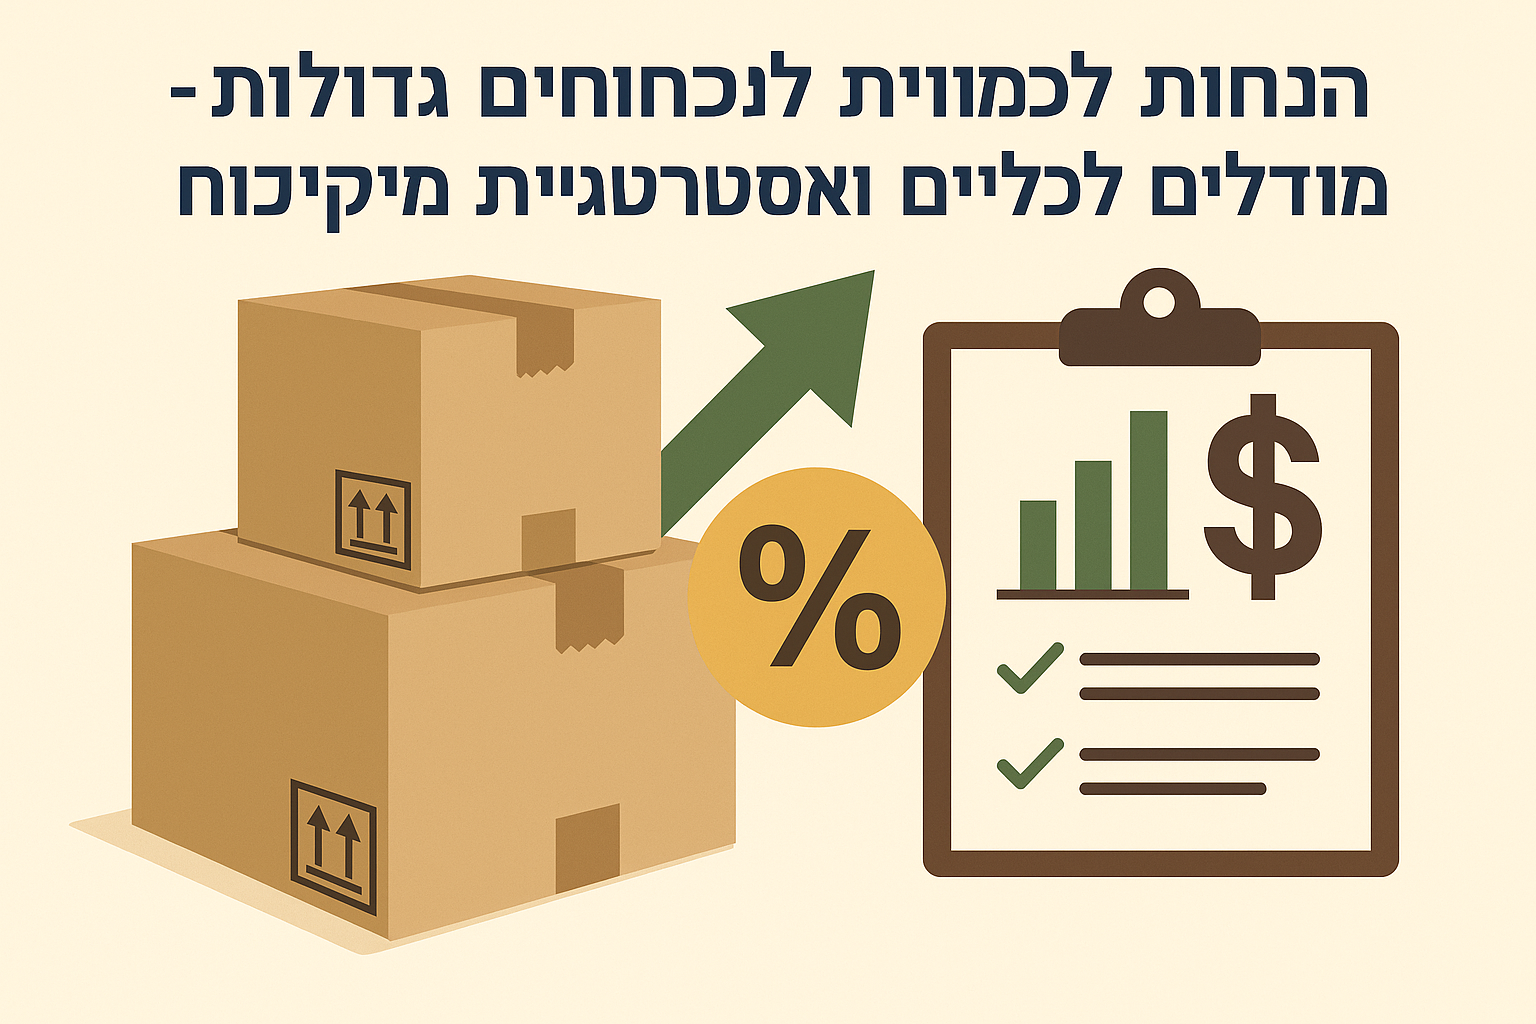 הנחות לכמווית לנכחוחים גדולות -
מודלים לכליים ואסטרטגיית מיקיכוח
%
$